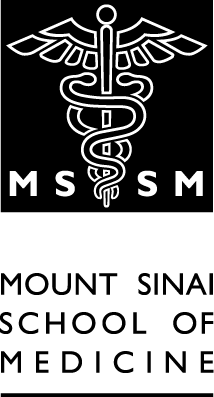 MS SM
MOUNT SINAI
SCHOOL OF
MEDICINE